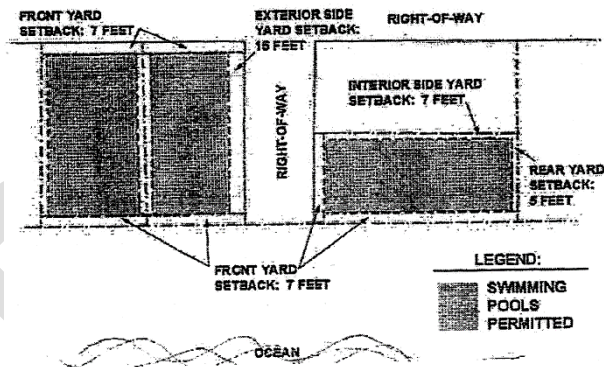 FRONT YARD
SETBACK: 7 FEET
EXTERIOR SIDE
YARD SETBACK:
15 FEET
RIGHT-OF-WAY
INTERIOR SIDE YARD
SETBACK: 7 FEET
RIGHT-OF-WAY
REAR YARD
SETBACK:
5 FEET
FRONT YARD
SETBACK: 7 FEET
LEGEND:
SWIMMING
POOLS
PERMITTED
OCEAN